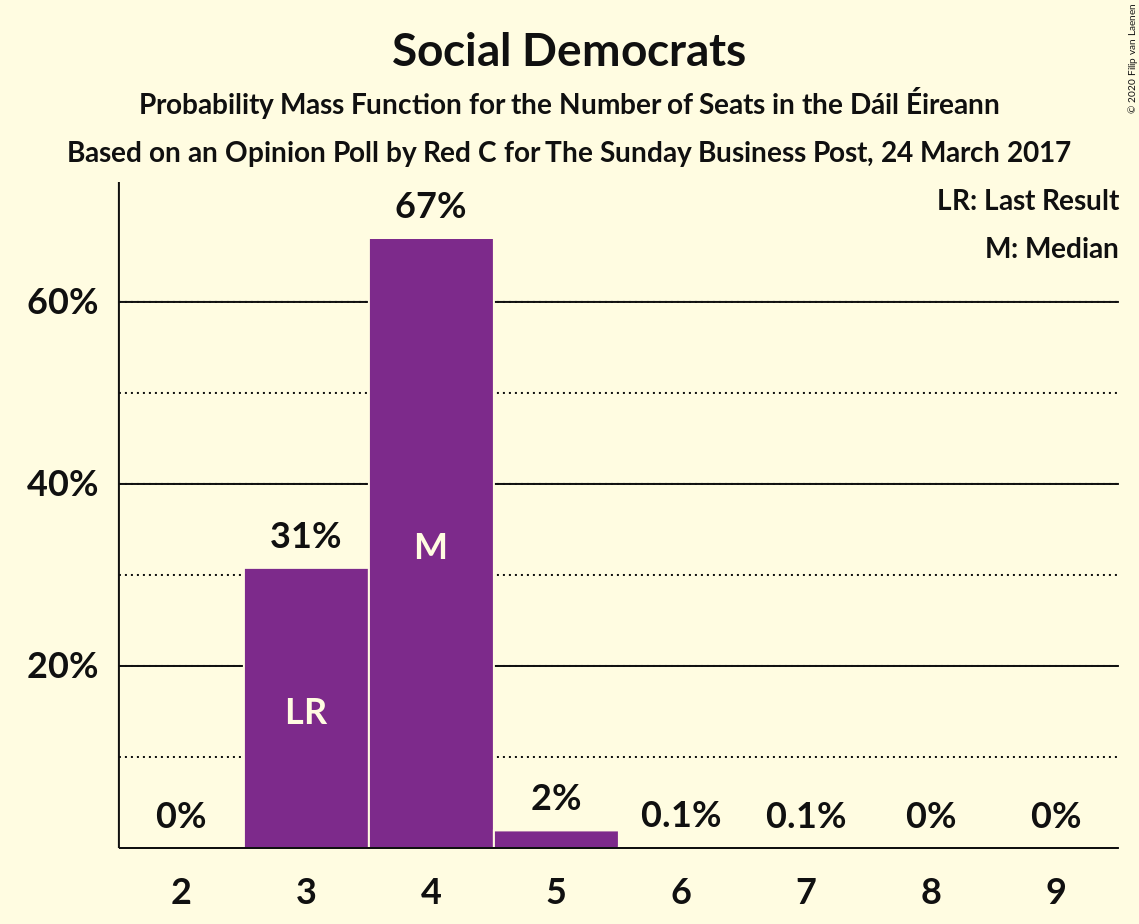 Social Democrats
Probability Mass Function for the Number of Seats in the Dáil Éireann
Based on an Opinion Poll by Red C for The Sunday Business Post, 24 March 2017
© 2020 Filip van Laenen
LR: Last Result
M: Median
67%
60%
40%
31%
M
20%
LR
0%
2%
0.1%
0.1%
0%
0%
2 3 4 5 6 7 8 9